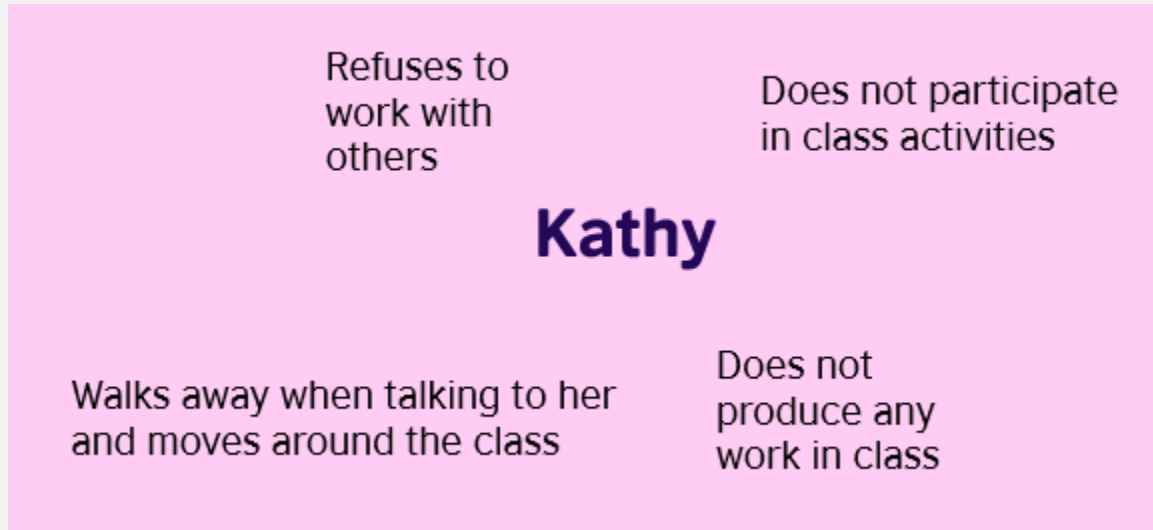 Refuses to
work with
others
Does not participate
in class activities
Kathy
Walks away when talking to her
and moves around the class
Does not
produce any
work in class